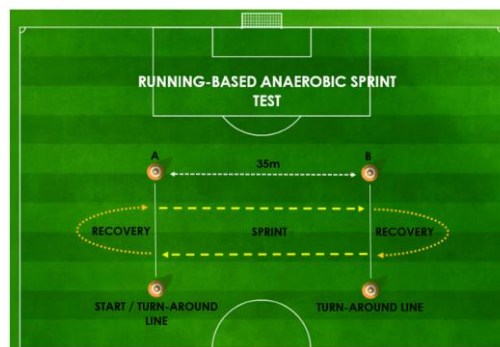 RUNNING-BASED ANAEROBIC SPRINT
TEST
A
B
35m
RECOVERY
SPRINT
RECOVERY
START / TURN-AROUND
LINE
TURN-AROUND LINE